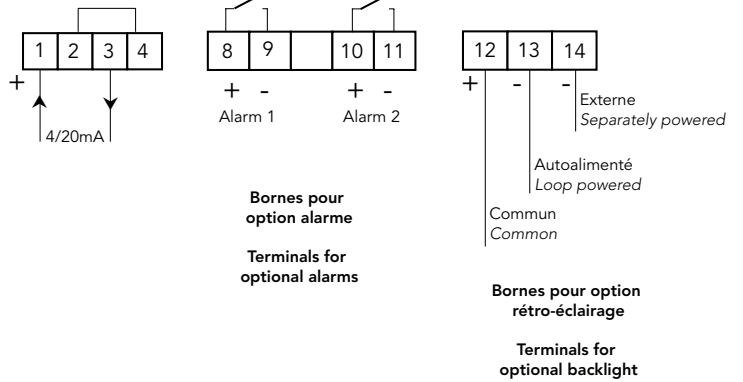 1 2 3 4
+
4/20mA
8 9 10 11
+ - + -
Alarm 1 Alarm 2
Bornes pour
option alarme
Terminals for
optional alarms
12 13 14
+ - -
Externe
Separately powered
Autoalimenté
Loop powered
Commun
Common
Bornes pour option
rétro-éclairage
Terminals for
optional backlight